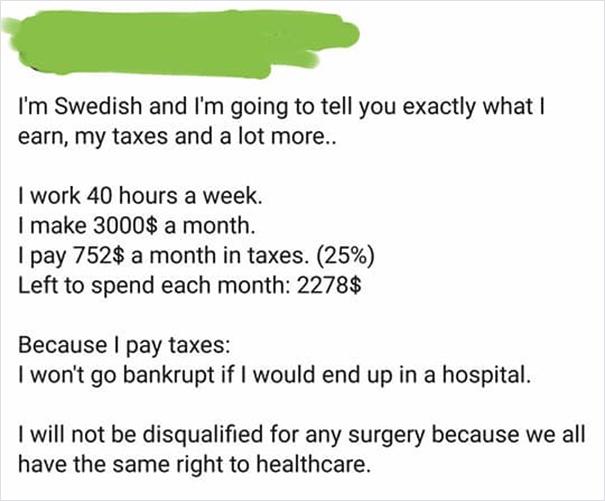 I'm Swedish and I'm going to tell you exactly what I
earn, my taxes and a lot more..
I work 40 hours a week.
I make 3000$ a month.
I pay 752$ a month in taxes. (25%)
Left to spend each month: 2278$
Because I pay taxes:
I won't go bankrupt if I would end up in a hospital.
I will not be disqualified for any surgery because we all
have the same right to healthcare.